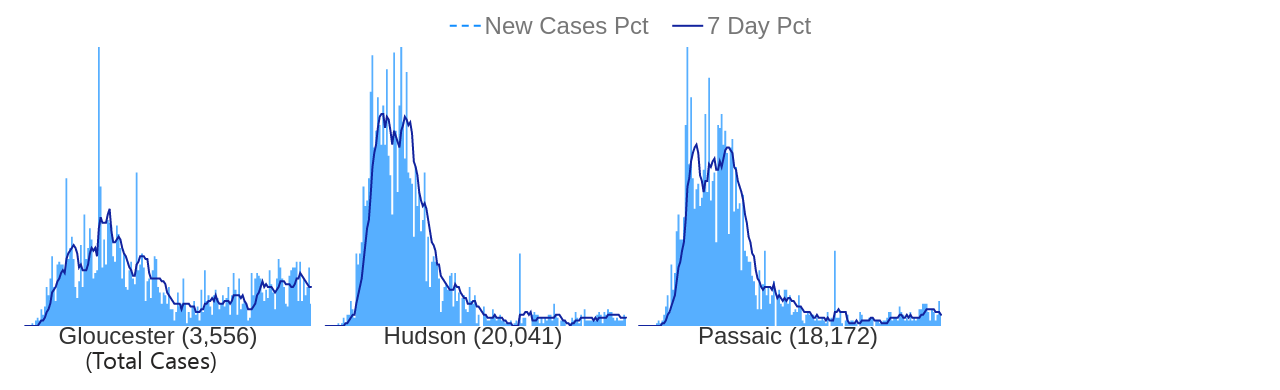 New Cases Pct 7 Day Pct
Gloucester (3,556) Hudson (20,041) Passaic (18,172)
(Total Cases)